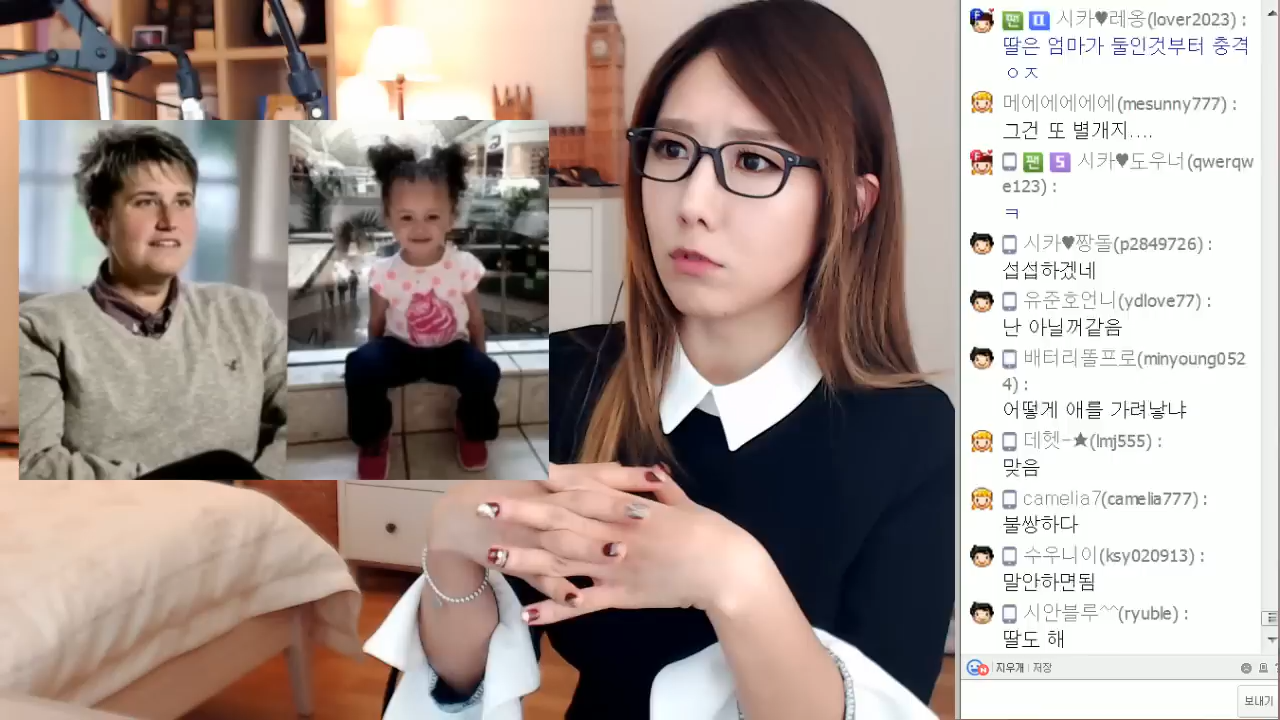 팬 시카♥레옹(lover2023) :
딸은 엄마가 둘인것부터 충격
ㅇㅈ
메에에에에에(mesunny777) :
그건 또 별개지....
팬 5 시카♥도우너(qwerqw
e123) :
ㅋ
시카♥짱돌(p2849726) :
섭섭하겠네
유준호언니(ydlove77) :
난 아닐꺼같음
배터리똘프로(minyoung052
4) :
어떻게 애를 가려낳냐
데헷-★(lmj555) :
맞음
camelia7(camelia777) :
불쌍하다
수우니이(ksy020913) :
말안하면됨
시안블루^^(ryuble) :
딸도 해
지우개 저장
보내기